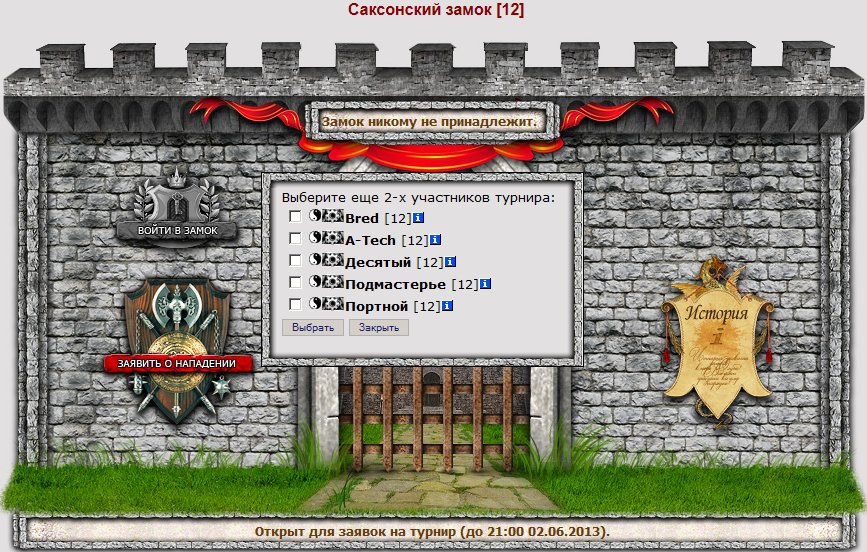 Саксонский замок [12]
Замок никому не принадлежит.
Выберите еще 2-х участников турнира:
Bred [12]
A-Tech [12]
Десятый [12]
Подмастерье [12]
Портной [12]
Выбрать Закрыть
ВОЙТИ В ЗАМОК
ЗАЯВИТЬ О НАПАДЕНИИ
История
Открыт для заявок на турнир (до 21:00 02.06.2013).